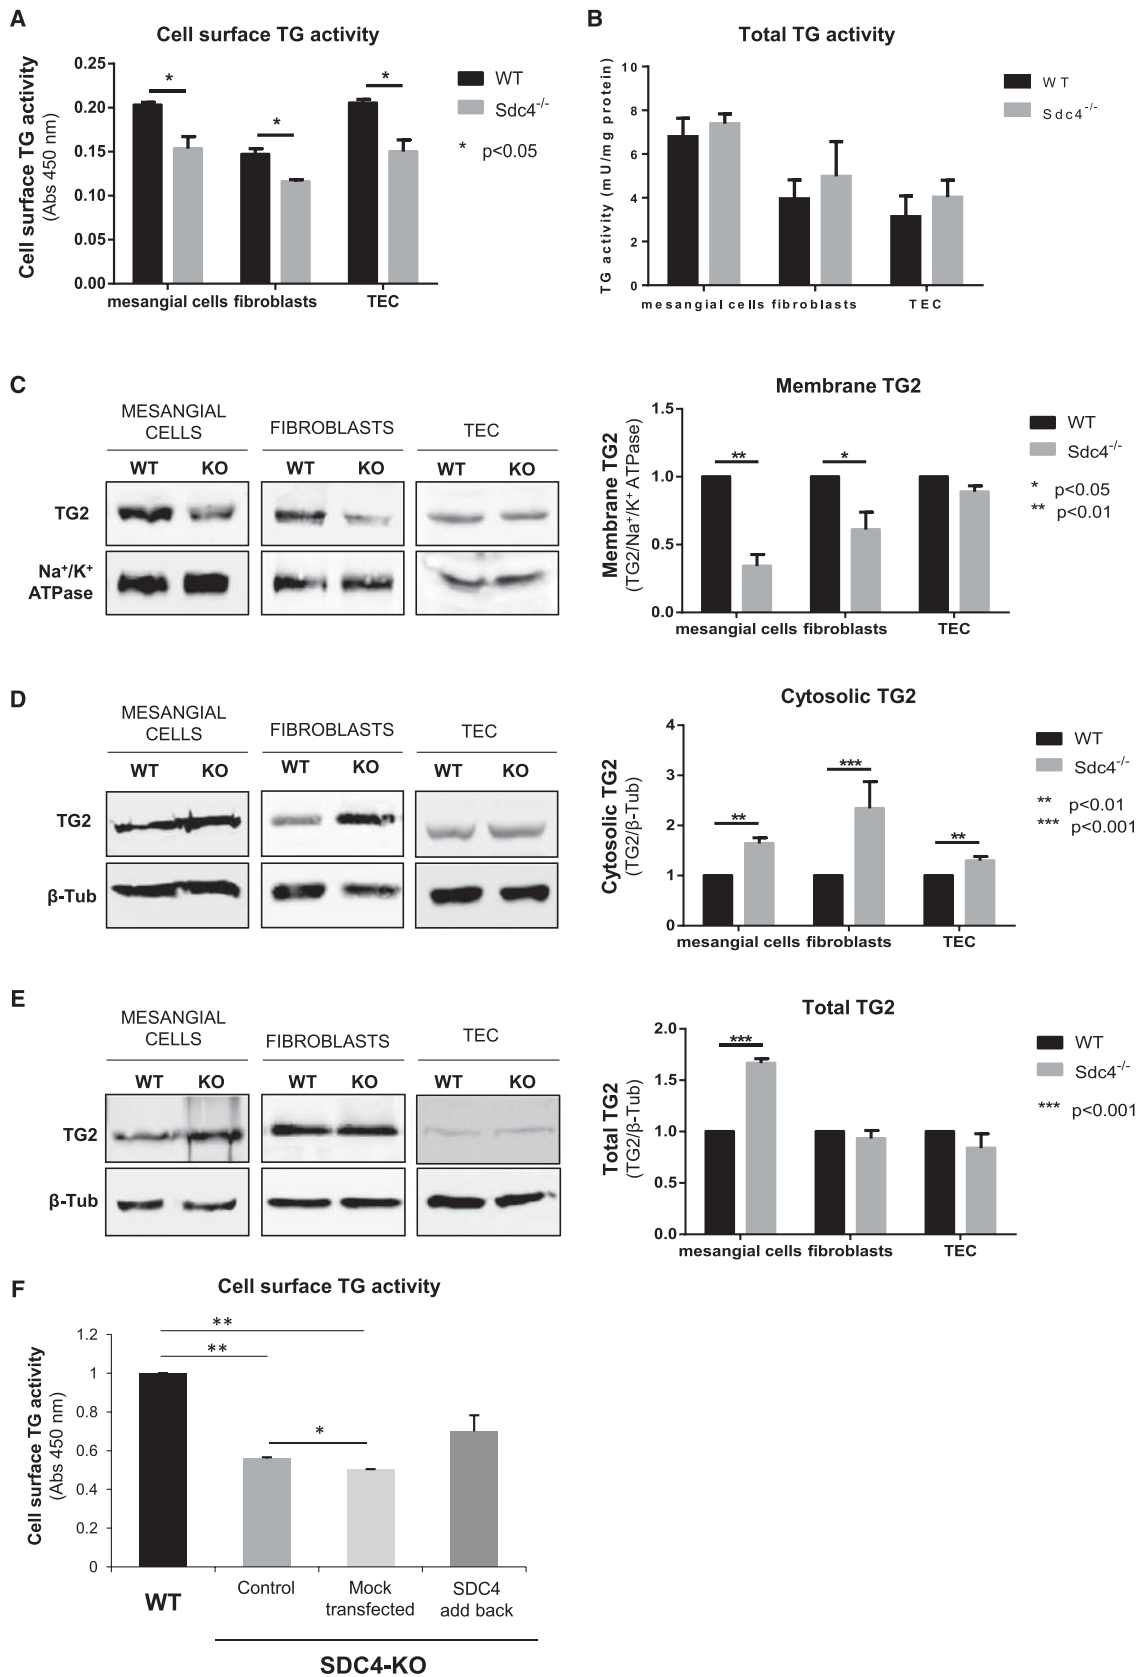 A
Cell surface TG activity
Cell surface TG activity
(Abs 450 nm)
0.25
0.20
0.15
0.10
0.05
0.00
*
*
*
mesangial cells fibroblasts TEC
WT
Sdc4-/-
* p<0.05
B
Total TG activity
TG activity (mU/mg protein)
10
8
6
4
2
0
mesangial cells fibroblasts TEC
WT
Sdc4-/-
C
MESANGIAL
CELLS
FIBROBLASTS
TEC
WT KO WT KO WT KO
TG2
Na+/K+
ATPase
Membrane TG2
Membrane TG2
(TG2/Na+/K+ ATPase)
1.5
1.0
0.5
0.0
**
*
mesangial cells fibroblasts TEC
WT
Sdc4-/-
* p<0.05
** p<0.01
D
MESANGIAL
CELLS
FIBROBLASTS
TEC
WT KO WT KO WT KO
TG2
β-Tub
Cytosolic TG2
Cytosolic TG2
(TG2/β-Tub)
4
3
2
1
0
**
***
**
mesangial cells fibroblasts TEC
WT
Sdc4-/-
** p<0.01
*** p<0.001
E
MESANGIAL
CELLS
FIBROBLASTS
TEC
WT KO WT KO WT KO
TG2
β-Tub
Total TG2
Total TG2
(TG2/β-Tub)
2.0
1.5
1.0
0.5
0.0
***
mesangial cells fibroblasts TEC
WT
Sdc4-/-
*** p<0.001
F
Cell surface TG activity
Cell surface TG activity
(Abs 450 nm)
1.2
1
0.8
0.6
0.4
0.2
0
**
**
*
WT
Control
Mock
transfected
SDC4
add back
SDC4-KO